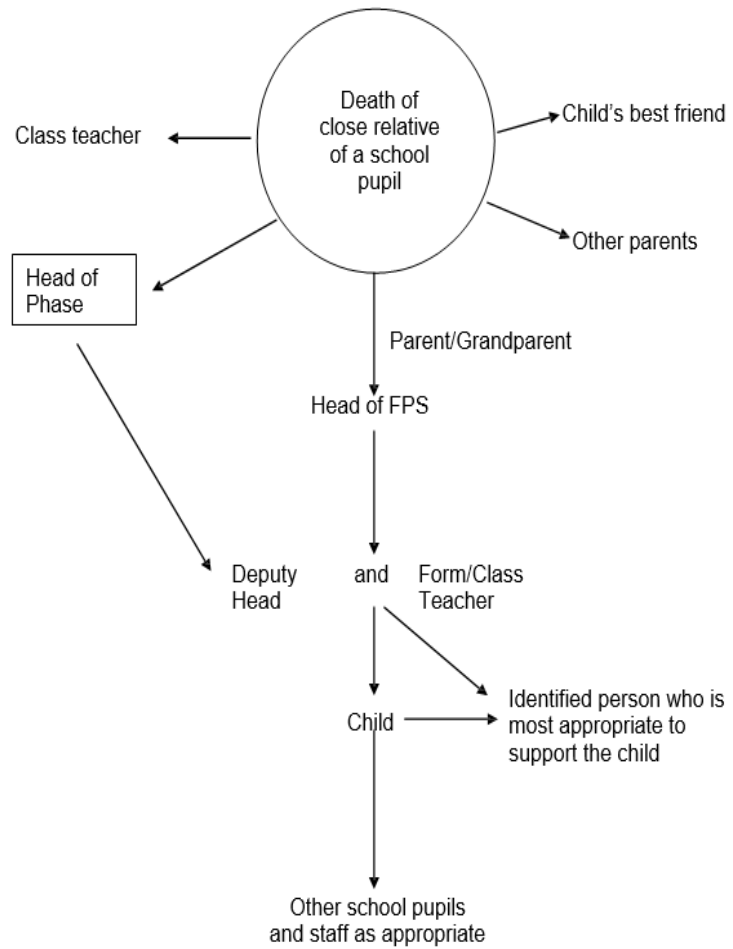 Death of
close relative
of a school
pupil
Class teacher
Child's best friend
Other parents
Head of
Phase
Parent/Grandparent
Head of FPS
Deputy
Head
and
Form/Class
Teacher
Identified person who is
most appropriate to
support the child
Child
Other school pupils
and staff as appropriate